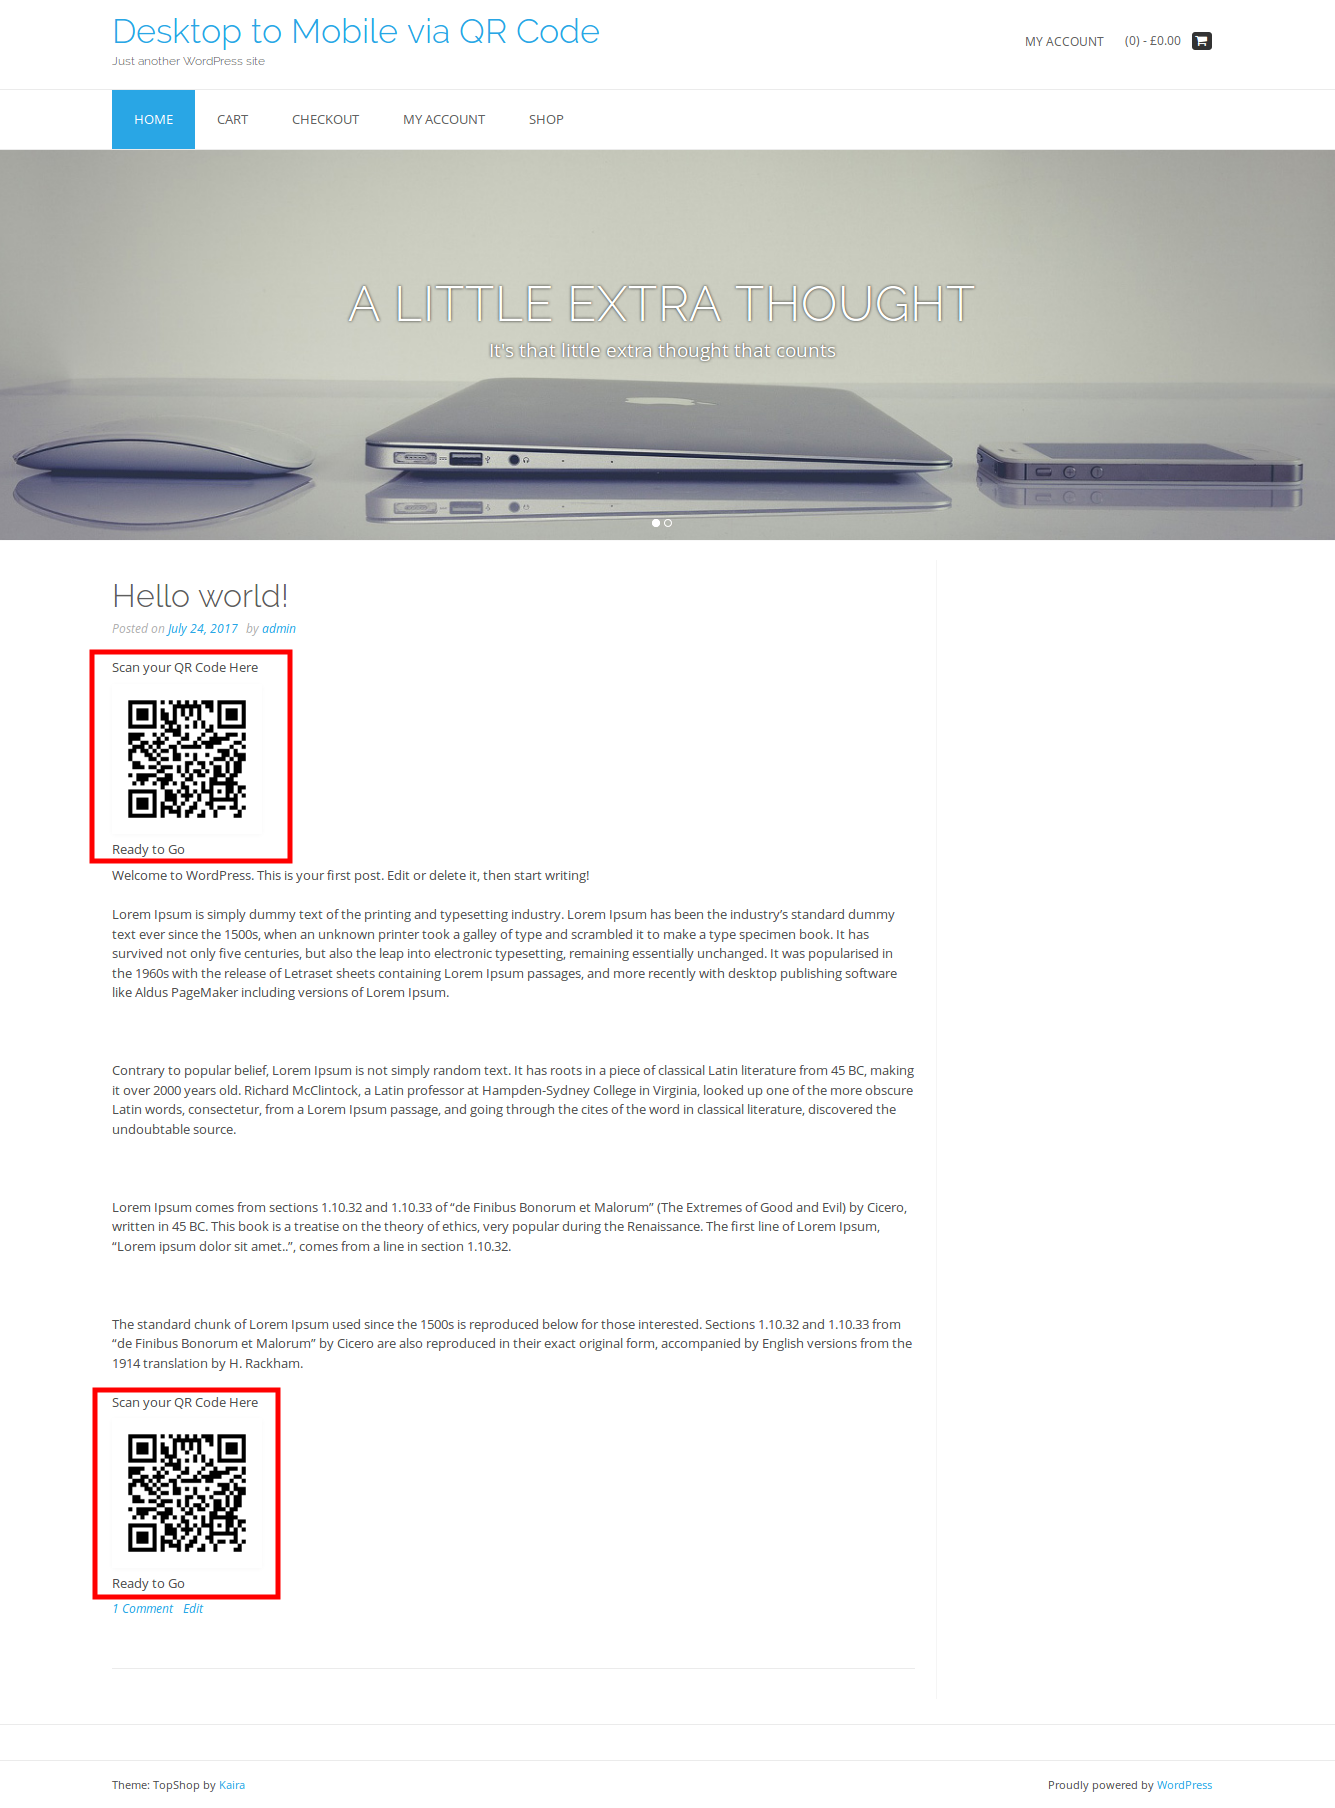 Desktop to Mobile via QR Code
Just another WordPress site
MY ACCOUNT
(0) - £0.00
HOME
CART
CHECKOUT
MY ACCOUNT
SHOP
A LITTLE EXTRA THOUGHT
It's that little extra thought that counts
Hello world!
Posted on July 24, 2017 by admin
Scan your QR Code Here
Ready to Go
Welcome to WordPress. This is your first post. Edit or delete it, then start writing!
Lorem Ipsum is simply dummy text of the printing and typesetting industry. Lorem Ipsum has been the industry’s standard dummy
text ever since the 1500s, when an unknown printer took a galley of type and scrambled it to make a type specimen book. It has
survived not only five centuries, but also the leap into electronic typesetting, remaining essentially unchanged. It was popularised in
the 1960s with the release of Letraset sheets containing Lorem Ipsum passages, and more recently with desktop publishing software
like Aldus PageMaker including versions of Lorem Ipsum.
Contrary to popular belief, Lorem Ipsum is not simply random text. It has roots in a piece of classical Latin literature from 45 BC, making
it over 2000 years old. Richard McClintock, a Latin professor at Hampden-Sydney College in Virginia, looked up one of the more obscure
Latin words, consectetur, from a Lorem Ipsum passage, and going through the cites of the word in classical literature, discovered the
undoubtable source.
Lorem Ipsum comes from sections 1.10.32 and 1.10.33 of “de Finibus Bonorum et Malorum” (The Extremes of Good and Evil) by Cicero,
written in 45 BC. This book is a treatise on the theory of ethics, very popular during the Renaissance. The first line of Lorem Ipsum,
“Lorem ipsum dolor sit amet..”, comes from a line in section 1.10.32.
The standard chunk of Lorem Ipsum used since the 1500s is reproduced below for those interested. Sections 1.10.32 and 1.10.33 from
“de Finibus Bonorum et Malorum” by Cicero are also reproduced in their exact original form, accompanied by English versions from the
1914 translation by H. Rackham.
Scan your QR Code Here
Ready to Go
1 Comment Edit
Theme: TopShop by Kaira
Proudly powered by WordPress